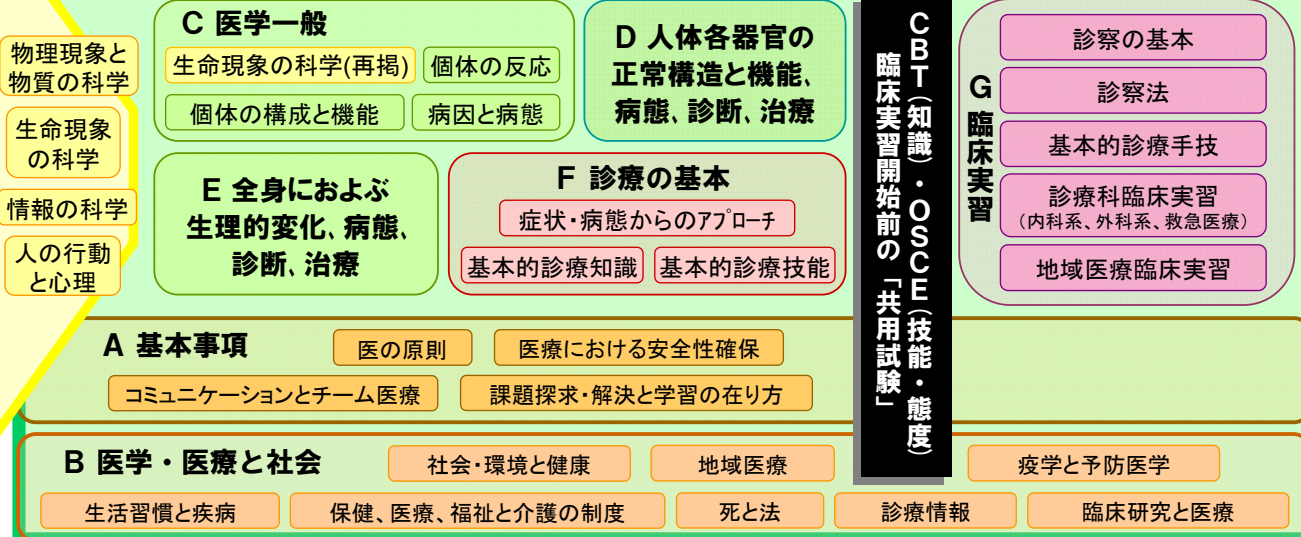 物理現象と
物質の科学
生命現象
の科学
情報の科学
人の行動
と心理
C 医学一般
生命現象の科学(再掲)
個体の反応
個体の構成と機能
病因と病態
D 人体各器官の
正常構造と機能、
病態、診断、治療
E 全身におよぶ
生理的変化、病態、
診断、治療
F 診療の基本
症状・病態からのアプローチ
基本的診療知識
基本的診療技能
CBT(知識)・OSCE(技能・態度)
臨床実習開始前の「共用試験」
G 臨床実習
診察の基本
診察法
基本的診療手技
診療科臨床実習
(内科系、外科系、救急医療)
地域医療臨床実習
A 基本事項
医の原則
医療における安全性確保
コミュニケーションとチーム医療
課題探求・解決と学習の在り方
B 医学・医療と社会
社会・環境と健康
地域医療
疫学と予防医学
生活習慣と疾病
保健、医療、福祉と介護の制度
死と法
診療情報
臨床研究と医療